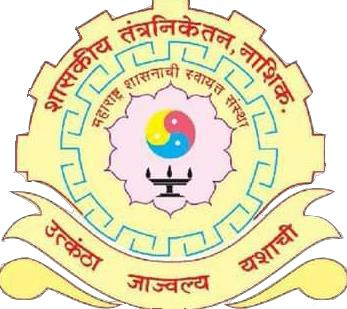 शासकीय तंत्रनिकेतन, नाशिक.
महाराष्ट्र शासनाची स्वायत्त संस्था
उत्कंठा जाज्वल्य यशाची